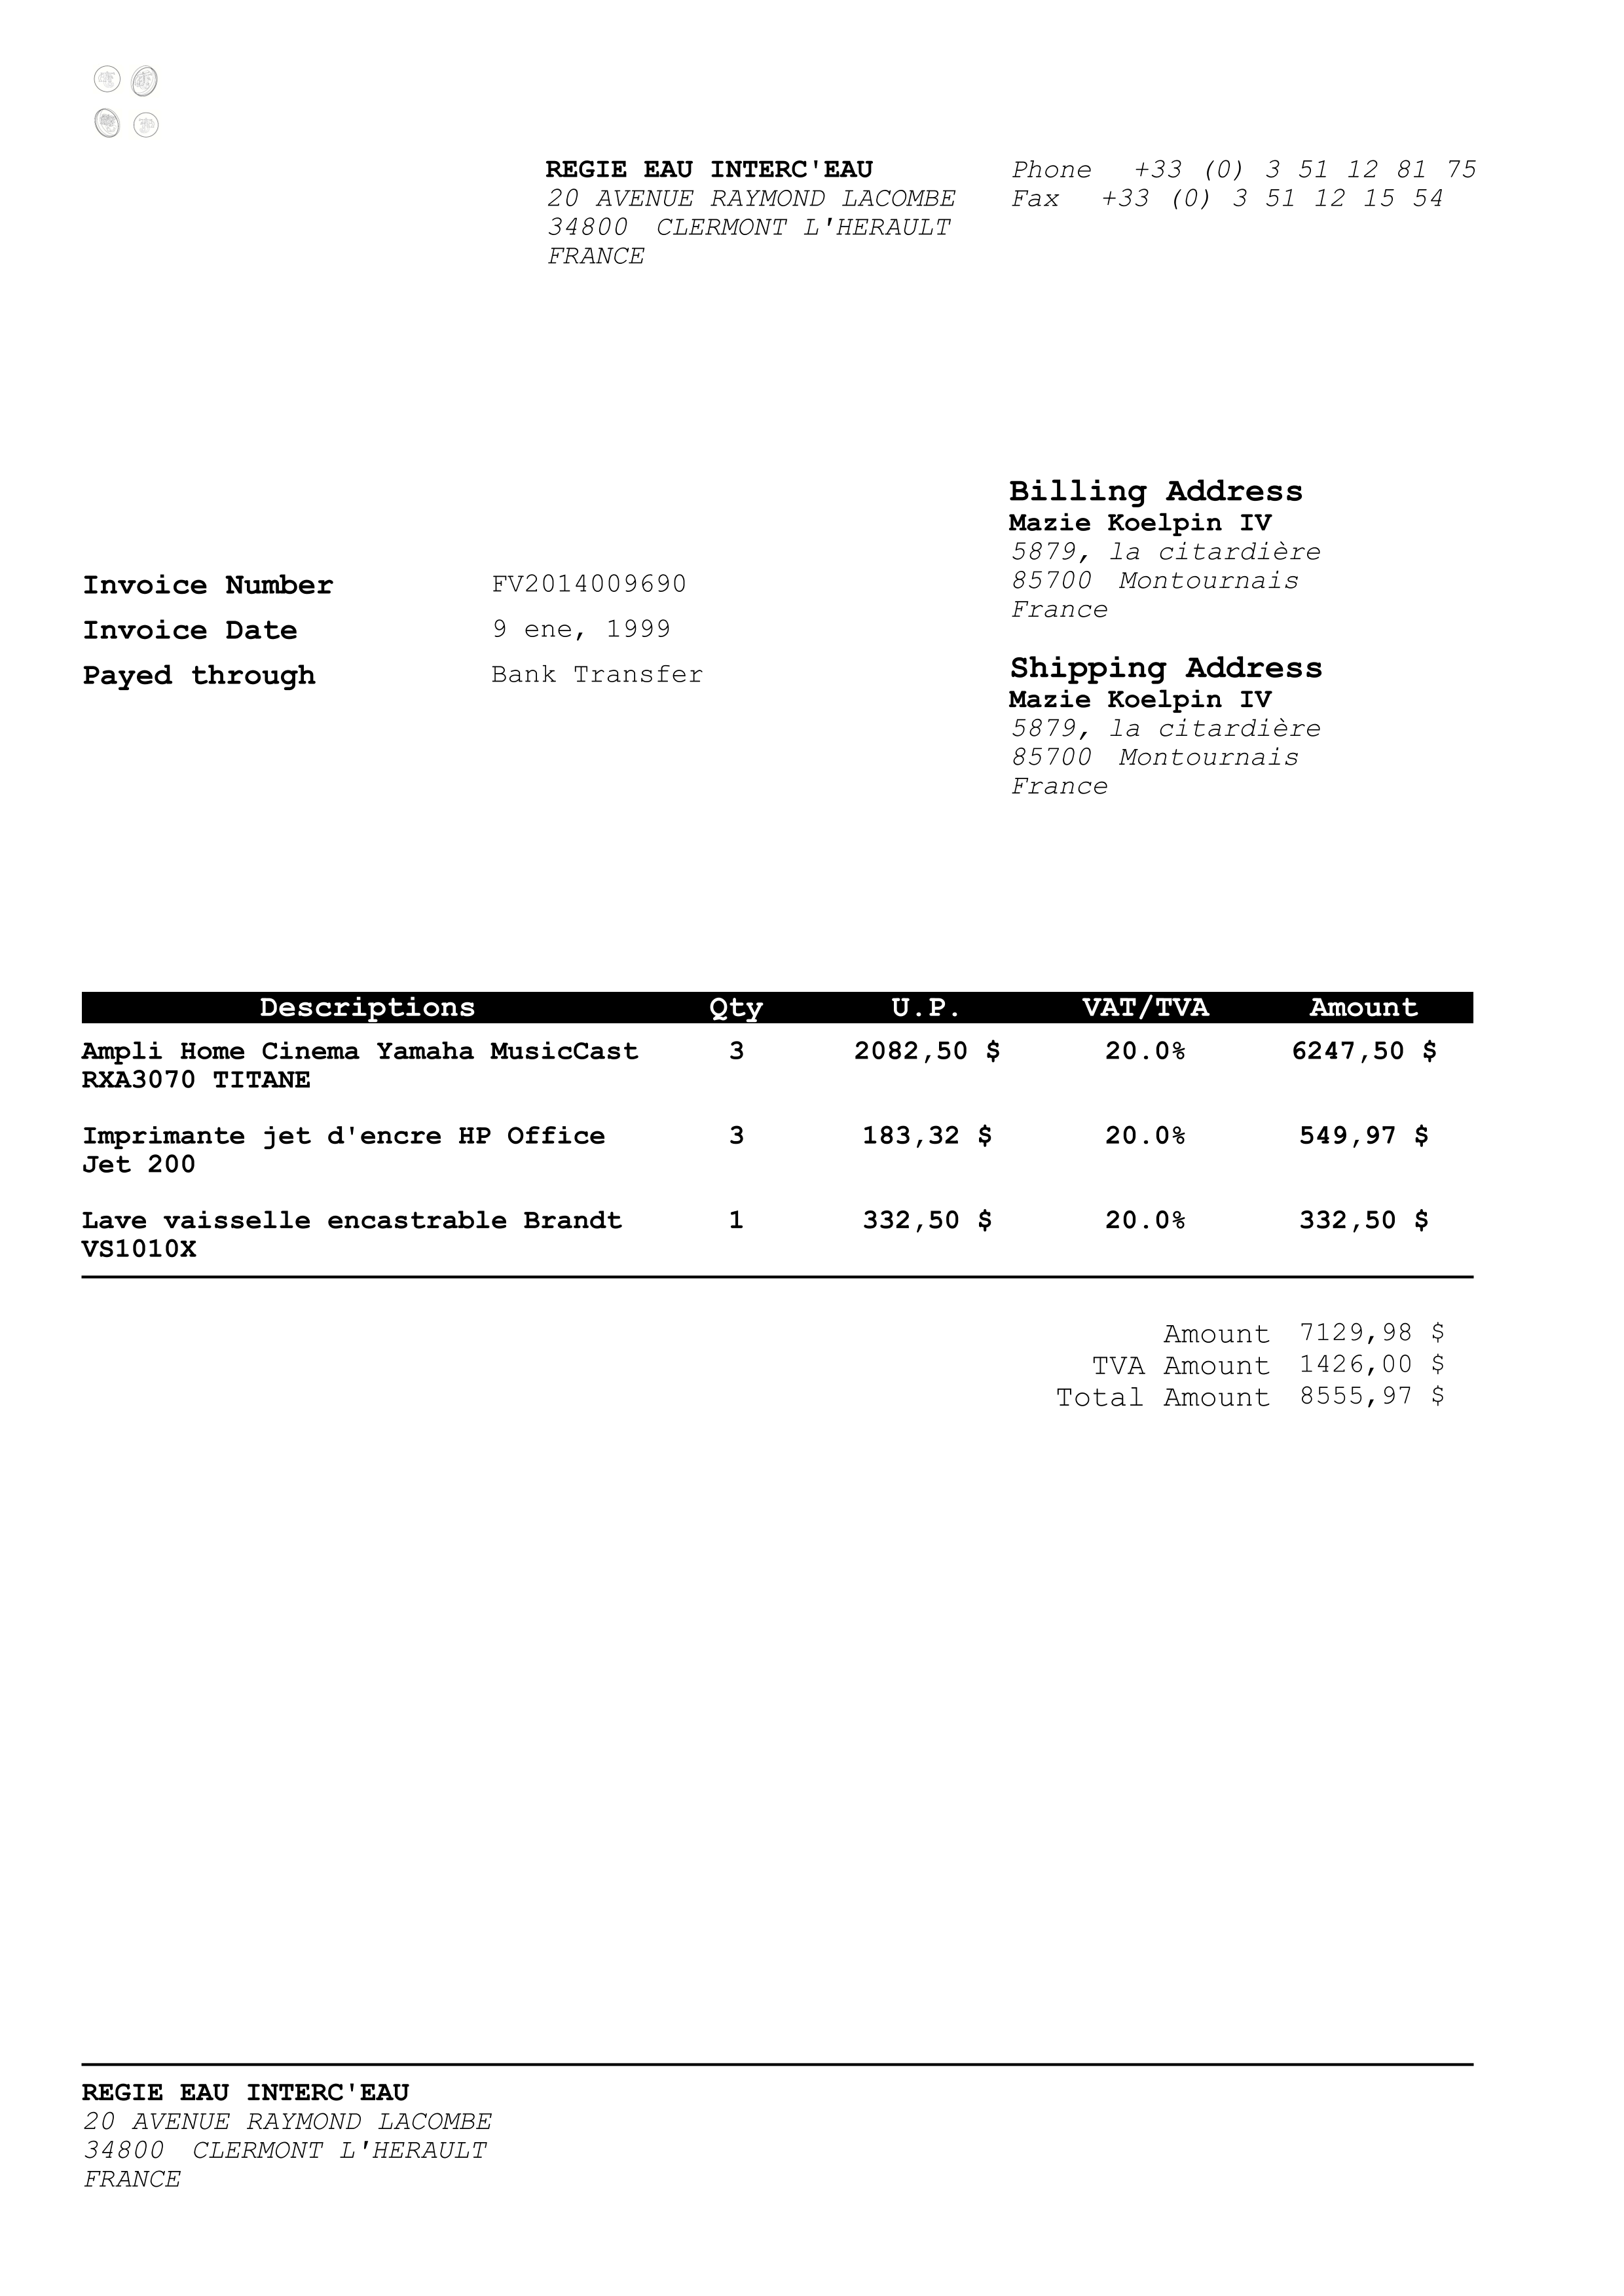 REGIE EAU INTERC'EAU
20 AVENUE RAYMOND LACOMBE
34800 CLERMONT L'HERAULT
FRANCE
Phone +33 (0) 3 51 12 81 75
Fax +33 (0) 3 51 12 15 54
Invoice Number FV2014009690
Invoice Date 9 ene, 1999
Payed through Bank Transfer
Billing Address
Mazie Koelpin IV
5879, la citardière
85700 Montournais
France
Shipping Address
Mazie Koelpin IV
5879, la citardière
85700 Montournais
France
Descriptions Qty U.P. VAT/TVA Amount
Ampli Home Cinema Yamaha MusicCast 3 2082,50 $ 20.0% 6247,50 $
RXA3070 TITANE
Imprimante jet d'encre HP Office 3 183,32 $ 20.0% 549,97 $
Jet 200
Lave vaisselle encastrable Brandt 1 332,50 $ 20.0% 332,50 $
VS1010X
Amount 7129,98 $
TVA Amount 1426,00 $
Total Amount 8555,97 $
REGIE EAU INTERC'EAU
20 AVENUE RAYMOND LACOMBE
34800 CLERMONT L'HERAULT
FRANCE